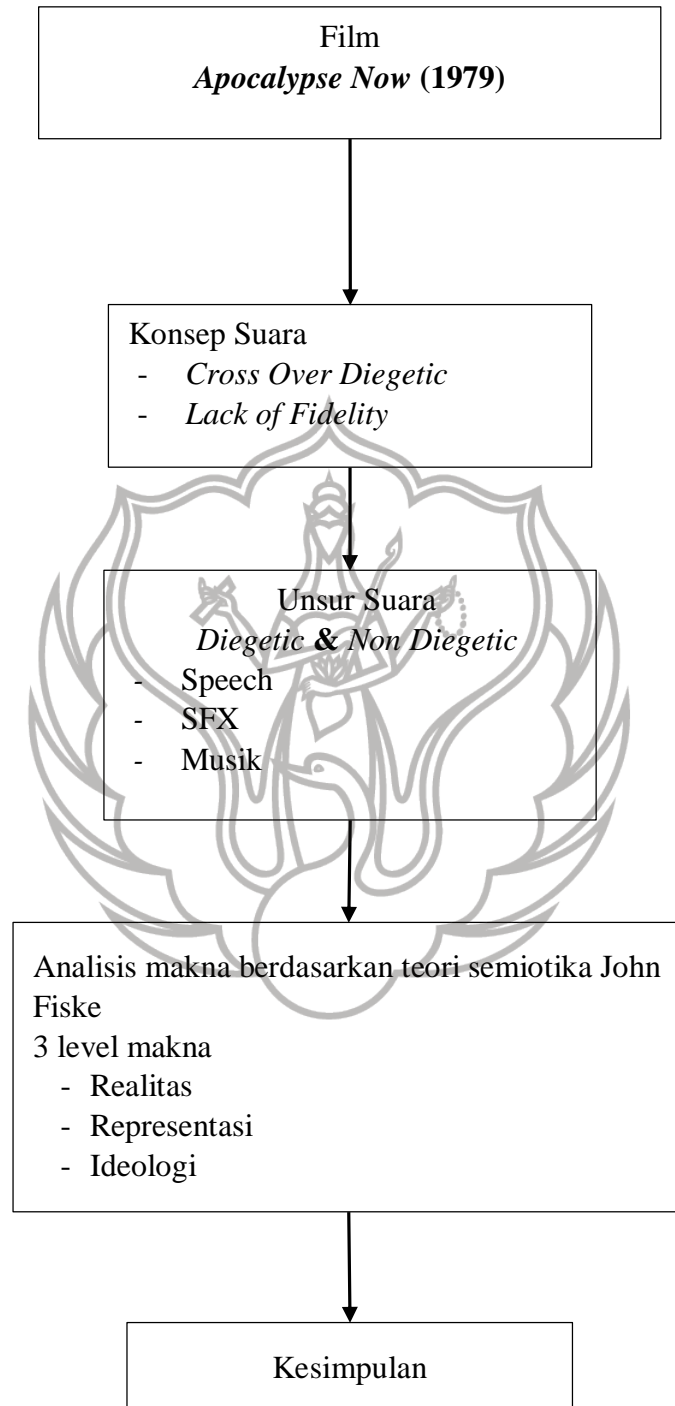 Film
Apocalypse Now (1979)
Konsep Suara
- Cross Over Diegetic
- Lack of Fidelity
Unsur Suara
Diegetic & Non Diegetic
- Speech
- SFX
- Musik
Analisis makna berdasarkan teori semiotika John
Fiske
3 level makna
- Realitas
- Representasi
- Ideologi
Kesimpulan